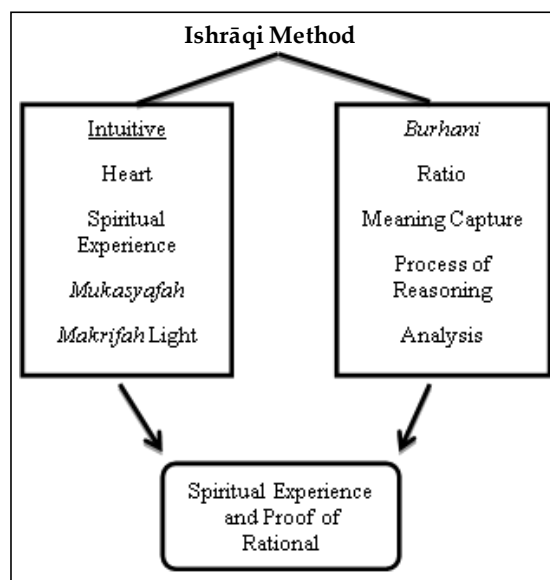 Ishrāqi Method
Intuitive
Heart
Spiritual
Experience
Mukasyafah
Makrifah Light
Burhani
Ratio
Meaning Capture
Process of
Reasoning
Analysis
Spiritual Experience
and Proof of
Rational